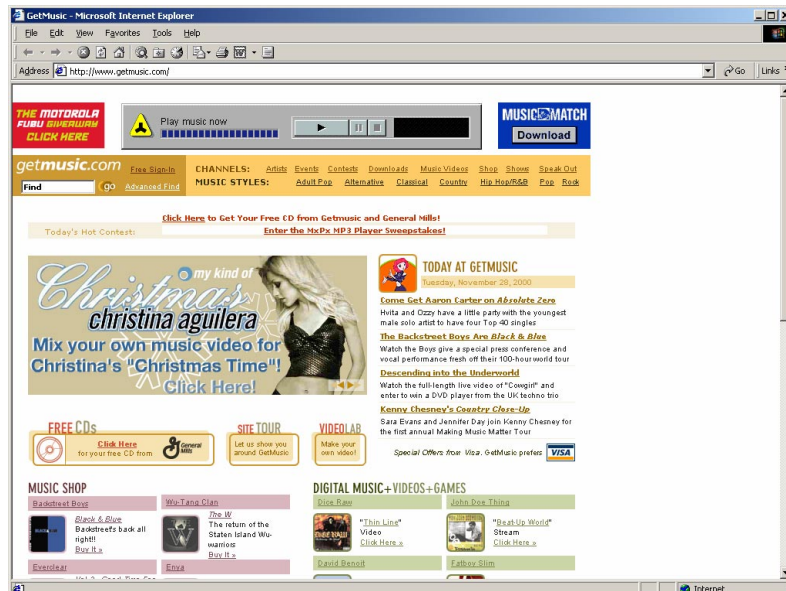 GetMusic - Microsoft Internet Explorer
File Edit View Favorites Tools Help
Address http://www.getmusic.com/ Go Links
THE MOTOROLA
FUBU GIVEAWAY
CLICK HERE
Play music now
MUSICMATCH
Download
getmusic.com Free Sign-In
Find go Advanced Find
CHANNELS: Artists Events Contests Downloads Music Videos Shop Shows Speak Out
MUSIC STYLES: Adult Pop Alternative Classical Country Hip Hop/R&B Pop Rock
Click Here to Get Your Free CD from Getmusic and General Mills!
Today's Hot Contest: Enter the MxPx MP3 Player Sweepstakes!
my kind of
Christmas
christina aguilera
Mix your own music video for
Christina's "Christmas Time"!
Click Here!
TODAY AT GETMUSIC
Tuesday, November 28, 2000
Come Get Aaron Carter on Absolute Zero
Hvita and Ozzy have a little party with the youngest
male solo artist to have four Top 40 singles
The Backstreet Boys Are Black & Blue
Watch the Boys give a special press conference and
vocal performance fresh off their 100-hour world tour
Descending into the Underworld
Watch the full-length live video of "Cowgirl" and
enter to win a DVD player from the UK techno trio
Kenny Chesney's Country Close-Up
Sara Evans and Jennifer Day join Kenny Chesney for
the first annual Making Music Matter Tour
Special Offers from Visa. GetMusic prefers VISA
FREE CDs
Click Here
for your free CD from
General Mills
SITE TOUR
Let us show you
around GetMusic
VIDEOLAB
Make your
own video!
MUSIC SHOP
Backstreet Boys
Black & Blue
Backstreet's back all
right!!
Buy It »
Wu-Tang Clan
The W
The return of the
Staten Island Wu-
warriors
Buy It »
Everclear
Enya
DIGITAL MUSIC+VIDEOS+GAMES
Dice Raw
"Thin Line"
Video
Click Here »
John Doe Thing
"Beat-Up World"
Stream
Click Here »
David Benoit
Fatboy Slim
Internet